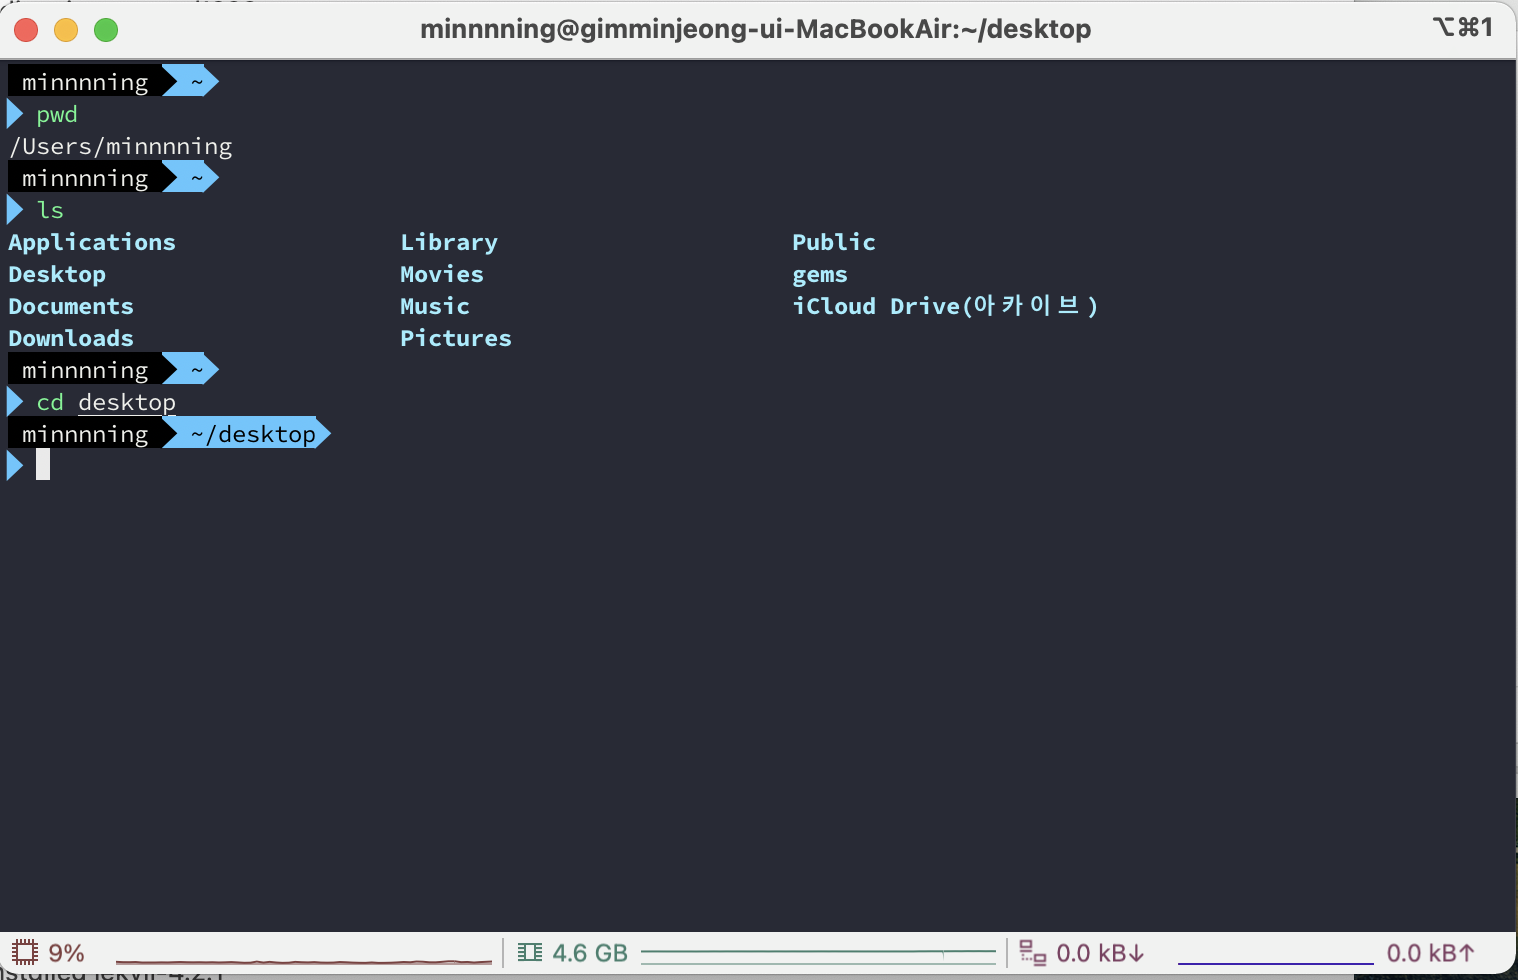 minnnning@gimminjeong-ui-MacBookAir:~/desktop ⌥⌘1
minnnning ~
pwd
/Users/minnnning
minnnning ~
ls
Applications Library Public
Desktop Movies gems
Documents Music iCloud Drive(아카이브)
Downloads Pictures
minnnning ~
cd desktop
minnnning ~/desktop
9% 4.6 GB 0.0 kB↓ 0.0 kB↑